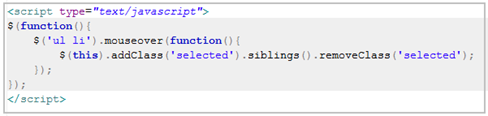 <script type="text/javascript">
$(function(){
    $('ul li').mouseover(function(){
        $(this).addClass('selected').siblings().removeClass('selected');
    });
});
</script>